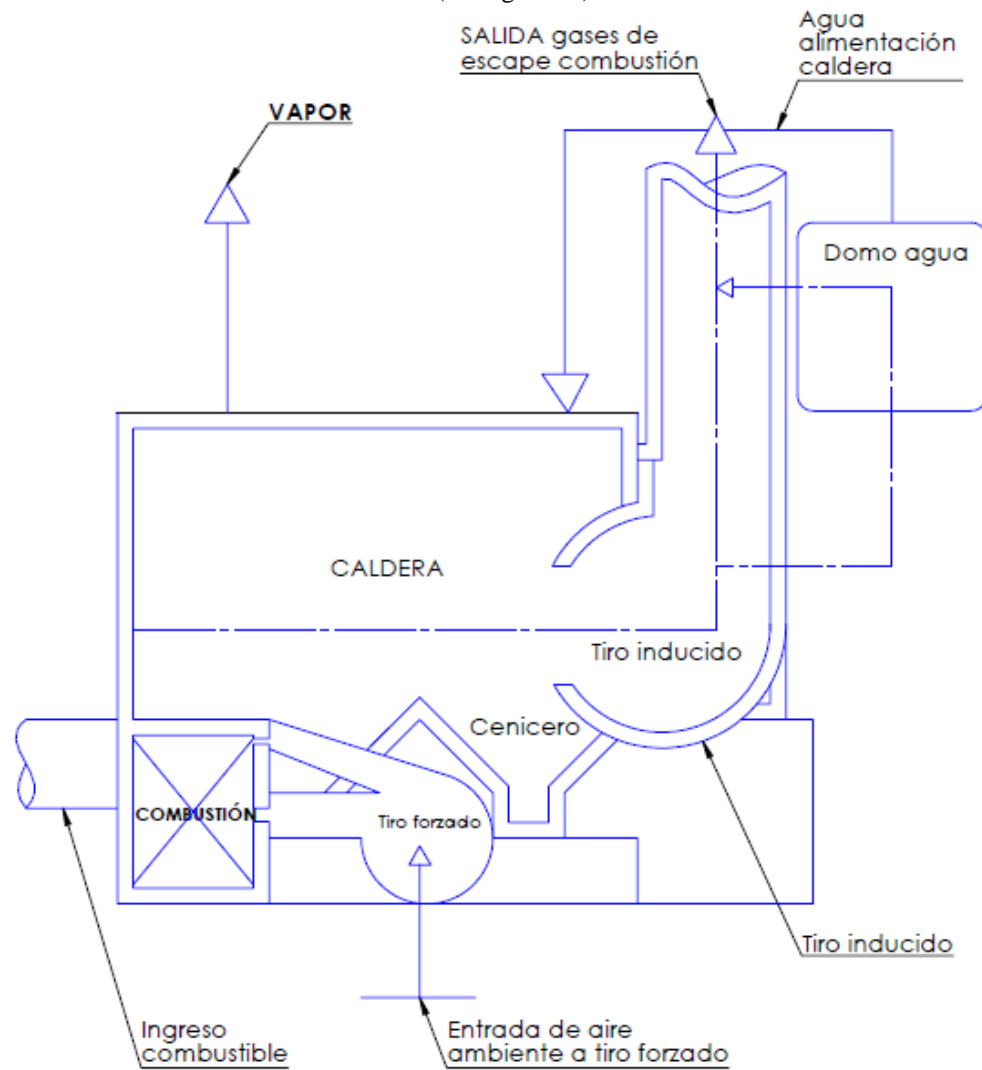 SALIDA gases de
escape combustión
Agua
alimentación
caldera
VAPOR
Domo agua
CALDERA
Tiro inducido
Cenicero
COMBUSTIÓN
Tiro forzado
Tiro inducido
Ingreso
combustible
Entrada de aire
ambiente a tiro forzado